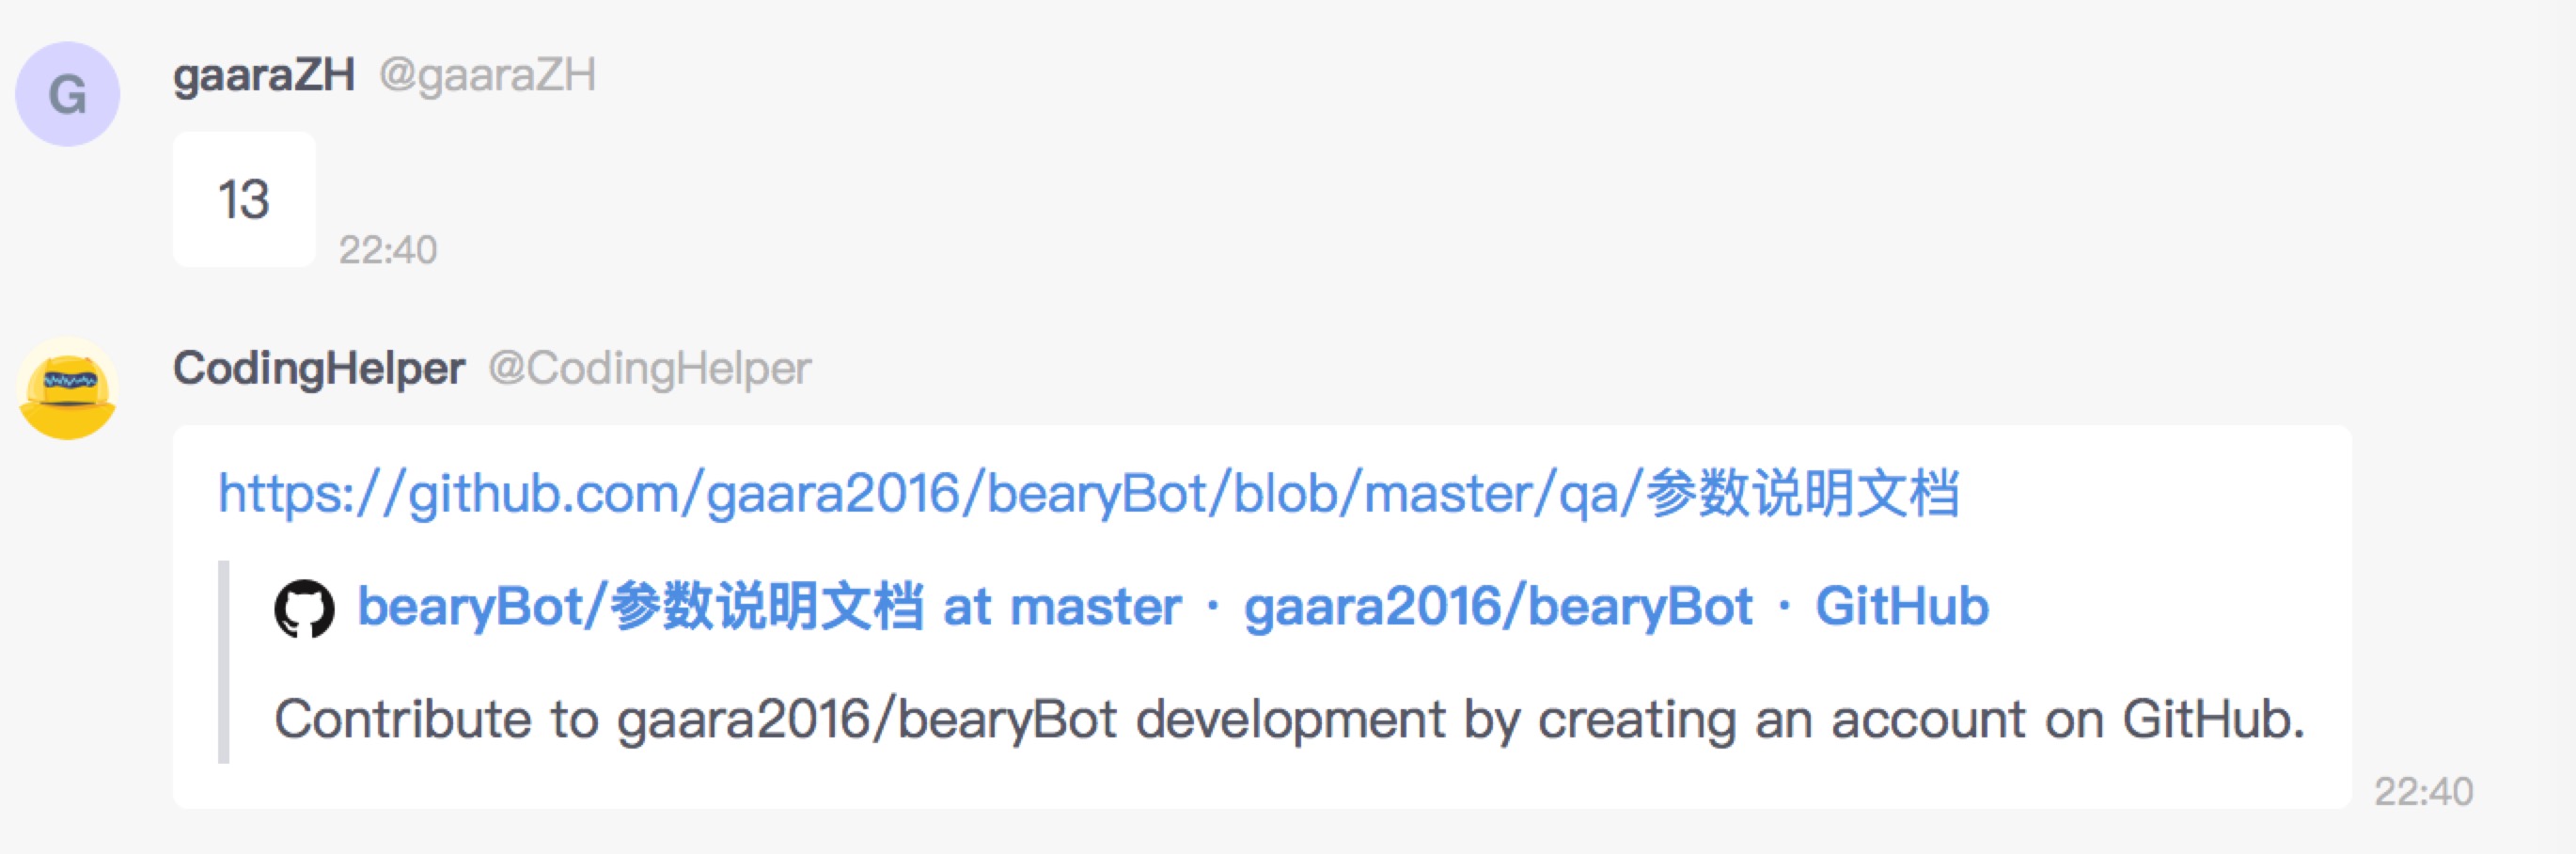 G
gaaraZH @gaaraZH
13
22:40
CodingHelper @CodingHelper
https://github.com/gaara2016/bearyBot/blob/master/qa/参数说明文档
bearyBot/参数说明文档 at master · gaara2016/bearyBot · GitHub
Contribute to gaara2016/bearyBot development by creating an account on GitHub.
22:40